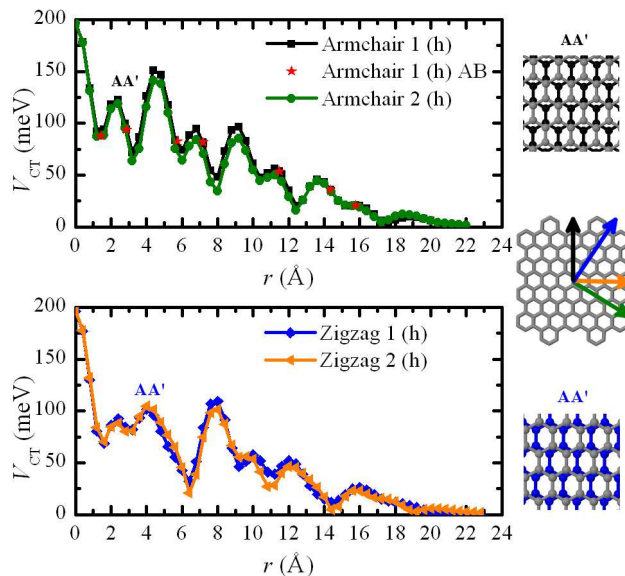 200
150
100
50
0
V_CT (meV)
AA'
Armchair 1 (h)
Armchair 1 (h) AB
Armchair 2 (h)
0 2 4 6 8 10 12 14 16 18 20 22 24
r (Å)
AA'
200
150
100
50
0
V_CT (meV)
AA'
Zigzag 1 (h)
Zigzag 2 (h)
0 2 4 6 8 10 12 14 16 18 20 22 24
r (Å)
AA'